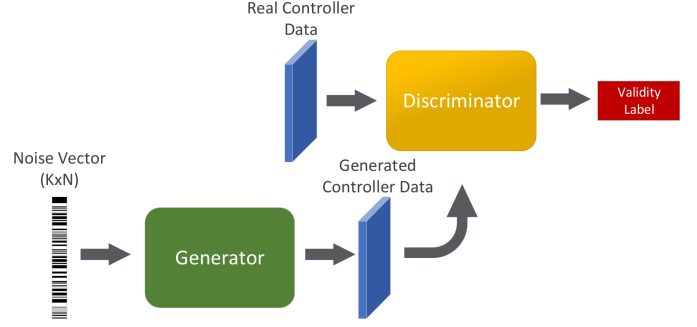 Real Controller
Data
Discriminator
Validity
Label
Noise Vector
(KxN)
Generated
Controller Data
Generator